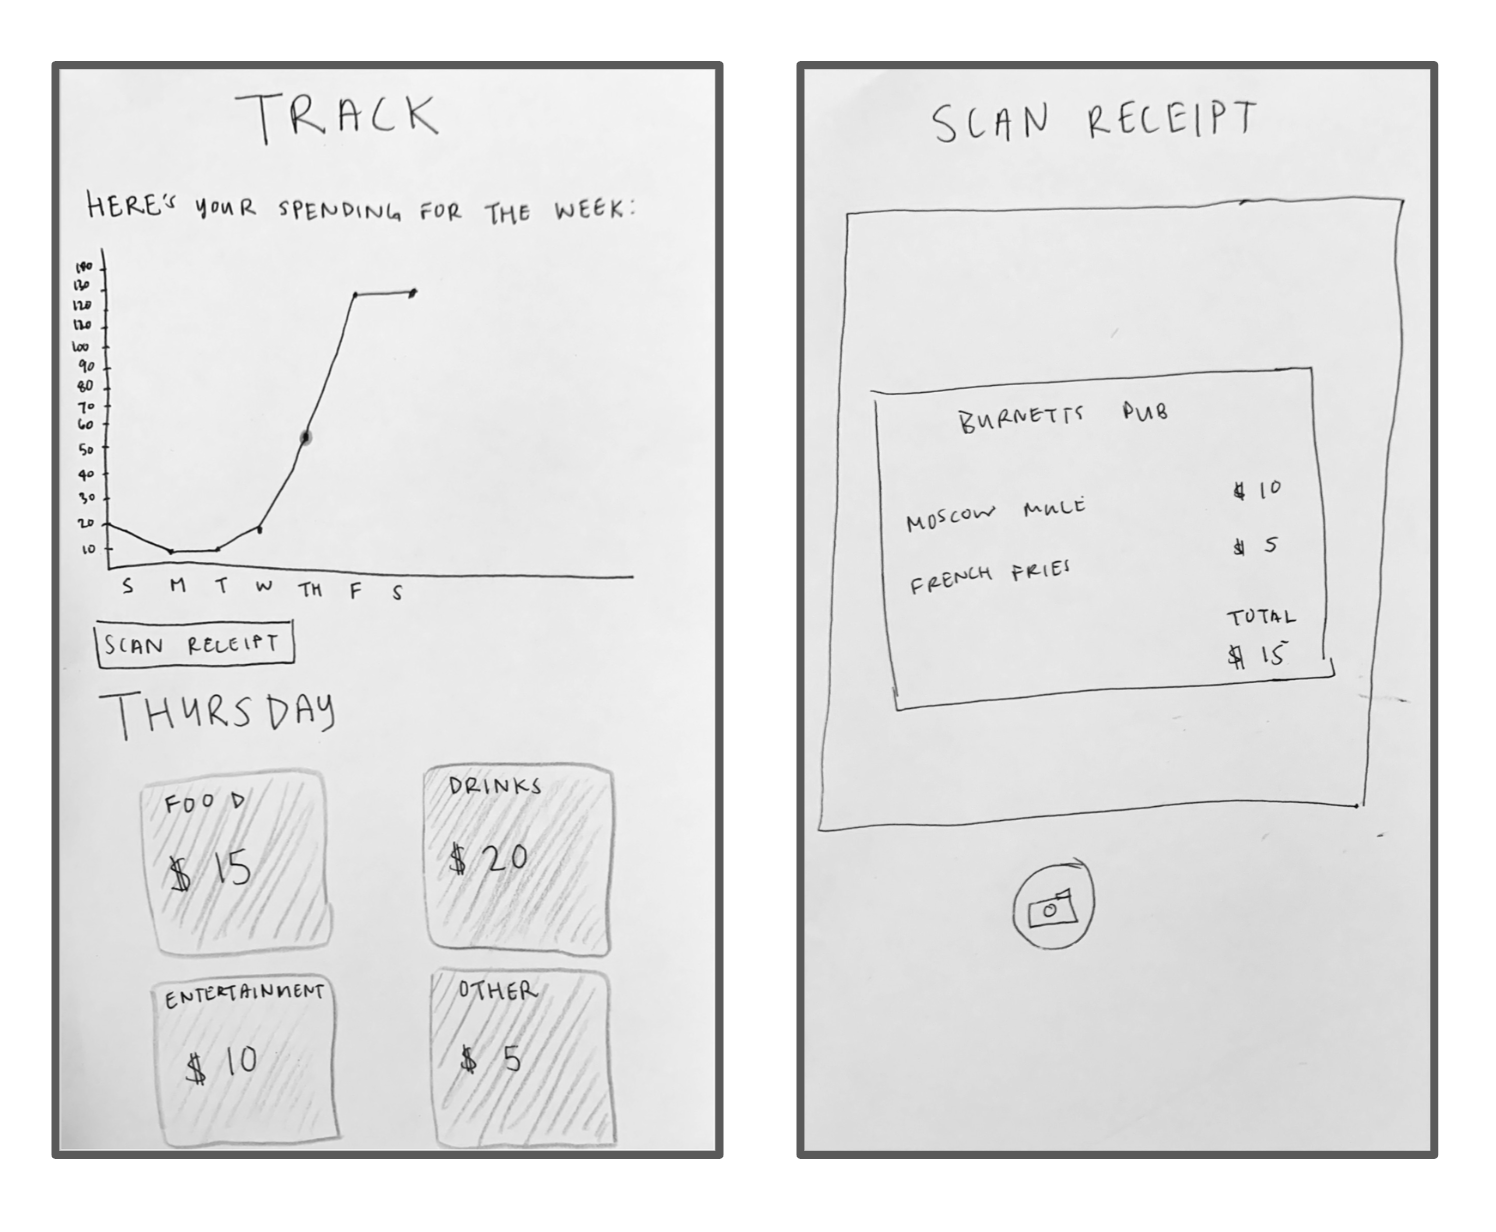 TRACK
HERE'S YOUR SPENDING FOR THE WEEK:
140
130
120
120
100
90
80
70
60
50
40
30
20
10
S M T W TH F S
SCAN RECEIPT
THURSDAY
FOOD
$ 15
DRINKS
$ 20
ENTERTAINMENT
$ 10
OTHER
$ 5
SCAN RECEIPT
BURNETTS PUB
MOSCOW MULE $ 10
FRENCH FRIES $ 5
TOTAL
$ 15